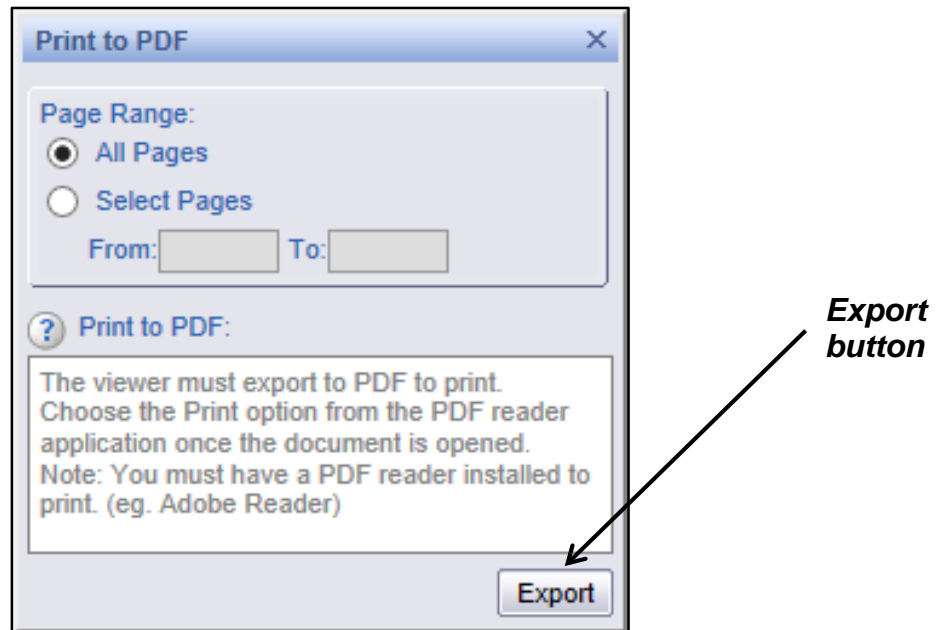 Print to PDF
Page Range:
All Pages
Select Pages
From: To:
Print to PDF:
The viewer must export to PDF to print.
Choose the Print option from the PDF reader
application once the document is opened.
Note: You must have a PDF reader installed to
print. (eg. Adobe Reader)
Export
Export
button